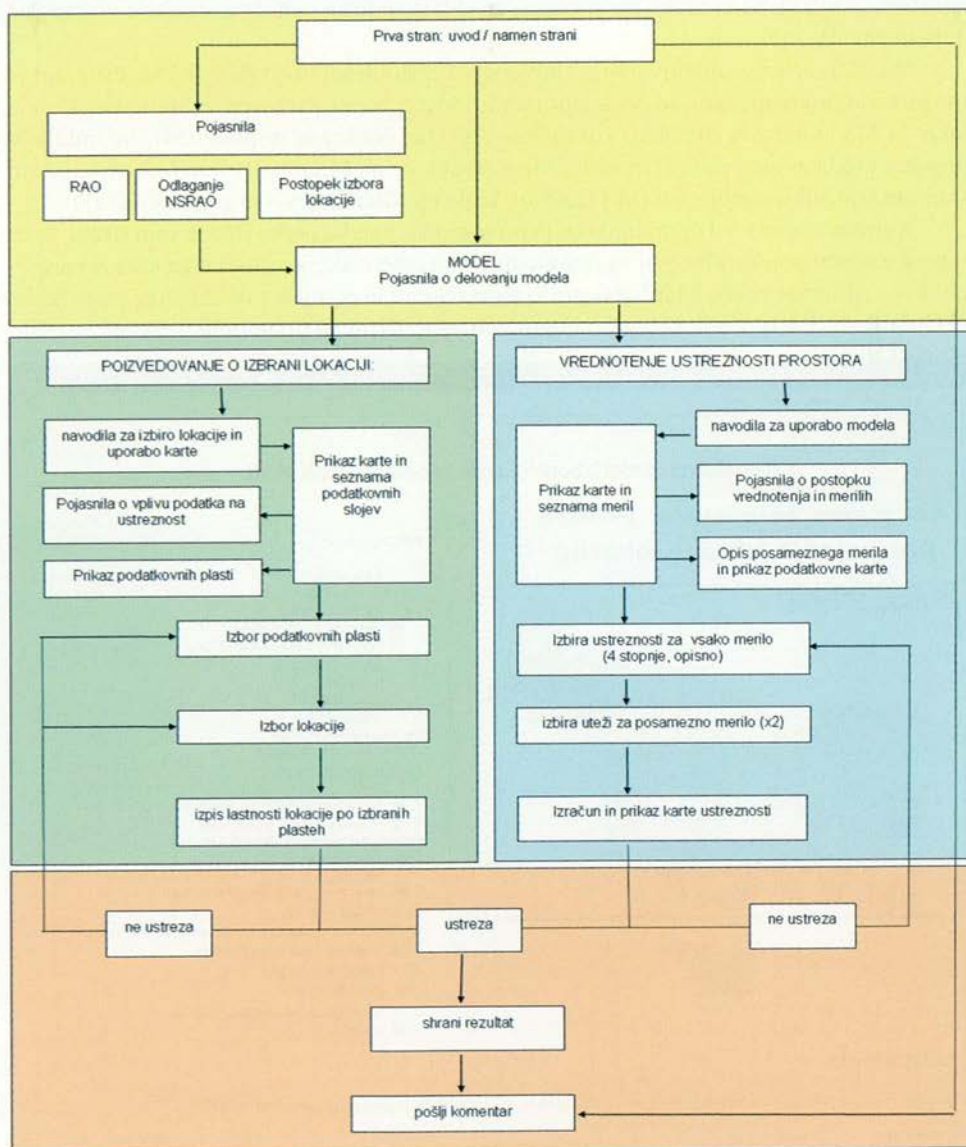 Prva stran: uvod / namen strani
Pojasnila
RAO
Odlaganje
NSRAO
Postopek izbora
lokacije
MODEL
Pojasnila o delovanju modela
POIZVEDOVANJE O IZBRANI LOKACIJI:
navodila za izbiro lokacije in
uporabo karte
Prikaz karte in
seznama
podatkovnih
slojev
Pojasnila o vplivu podatka na
ustreznost
Prikaz podatkovnih plasti
Izbor podatkovnih plasti
Izbor lokacije
izpis lastnosti lokacije po izbranih
plasteh
VREDNOTENJE USTREZNOSTI PROSTORA
navodila za uporabo modela
Prikaz karte in
seznama meril
Pojasnila o postopku
vrednotenja in merilih
Opis posameznega merila
in prikaz podatkovne karte
Izbira ustreznosti za vsako merilo
(4 stopnje, opisno)
izbira uteži za posamezno merilo (x2)
Izračun in prikaz karte ustreznosti
ne ustreza
ustreza
ne ustreza
shrani rezultat
pošlji komentar